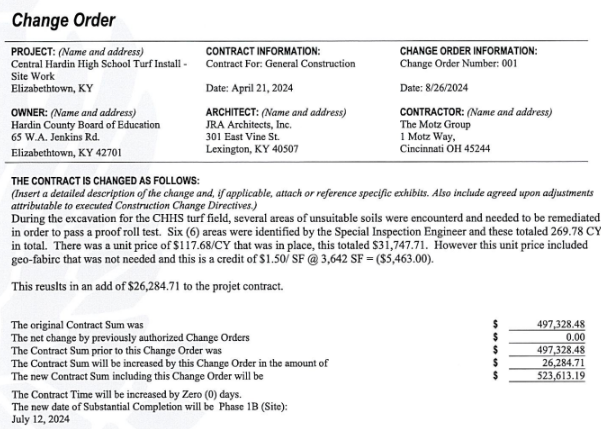 Change Order
PROJECT: (Name and address)
Central Hardin High School Turf Install -
Site Work
Elizabethtown, KY
CONTRACT INFORMATION:
Contract For: General Construction
Date: April 21, 2024
CHANGE ORDER INFORMATION:
Change Order Number: 001
Date: 8/26/2024
OWNER: (Name and address)
Hardin County Board of Education
65 W.A. Jenkins Rd.
Elizabethtown, KY 42701
ARCHITECT: (Name and address)
JRA Architects, Inc.
301 East Vine St.
Lexington, KY 40507
CONTRACTOR: (Name and address)
The Motz Group
1 Motz Way,
Cincinnati OH 45244
THE CONTRACT IS CHANGED AS FOLLOWS:
(Insert a detailed description of the change and, if applicable, attach or reference specific exhibits. Also include agreed upon adjustments
attributable to executed Construction Change Directives.)
During the excavation for the CHHS turf field, several areas of unsuitable soils were encounterd and needed to be remediated
in order to pass a proof roll test. Six (6) areas were identified by the Special Inspection Engineer and these totaled 269.78 CY
in total. There was a unit price of $117.68/CY that was in place, this totaled $31,747.71. However this unit price included
geo-fabirc that was not needed and this is a credit of $1.50/ SF @ 3,642 SF = ($5,463.00).
This reuslts in an add of $26,284.71 to the projet contract.
The original Contract Sum was $ 497,328.48
The net change by previously authorized Change Orders $ 0.00
The Contract Sum prior to this Change Order was $ 497,328.48
The Contract Sum will be increased by this Change Order in the amount of $ 26,284.71
The new Contract Sum including this Change Order will be $ 523,613.19
The Contract Time will be increased by Zero (0) days.
The new date of Substantial Completion will be Phase 1B (Site):
July 12, 2024